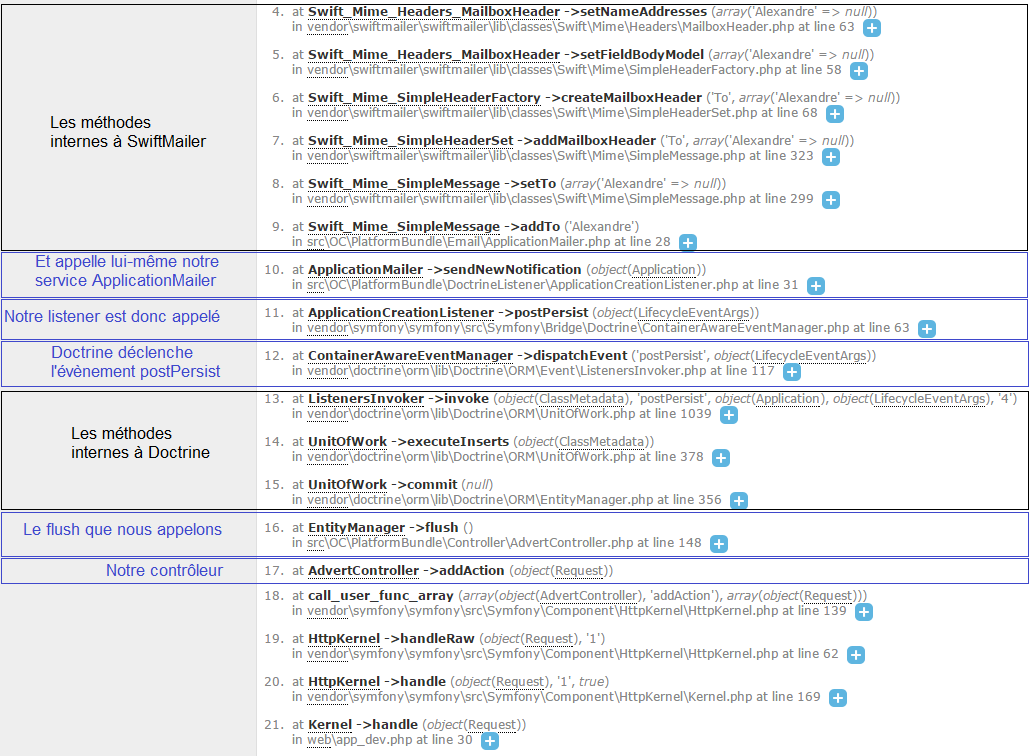 4. at Swift_Mime_Headers_MailboxHeader ->setNameAddresses (array('Alexandre' => null))
in vendor\swiftmailer\swiftmailer\lib\classes\Swift\Mime\Headers\MailboxHeader.php at line 63
5. at Swift_Mime_Headers_MailboxHeader ->setFieldBodyModel (array('Alexandre' => null))
in vendor\swiftmailer\swiftmailer\lib\classes\Swift\Mime\SimpleHeaderFactory.php at line 58
6. at Swift_Mime_SimpleHeaderFactory ->createMailboxHeader ('To', array('Alexandre' => null))
in vendor\swiftmailer\swiftmailer\lib\classes\Swift\Mime\SimpleHeaderSet.php at line 68
Les méthodes
internes à SwiftMailer
7. at Swift_Mime_SimpleHeaderSet ->addMailboxHeader ('To', array('Alexandre' => null))
in vendor\swiftmailer\swiftmailer\lib\classes\Swift\Mime\SimpleMessage.php at line 323
8. at Swift_Mime_SimpleMessage ->setTo (array('Alexandre' => null))
in vendor\swiftmailer\swiftmailer\lib\classes\Swift\Mime\SimpleMessage.php at line 299
9. at Swift_Mime_SimpleMessage ->addTo ('Alexandre')
in src\OC\PlatformBundle\Email\ApplicationMailer.php at line 28
Et appelle lui-même notre
service ApplicationMailer
10. at ApplicationMailer ->sendNewNotification (object(Application))
in src\OC\PlatformBundle\DoctrineListener\ApplicationCreationListener.php at line 31
Notre listener est donc appelé
11. at ApplicationCreationListener ->postPersist (object(LifecycleEventArgs))
in vendor\symfony\symfony\src\Symfony\Bridge\Doctrine\ContainerAwareEventManager.php at line 63
Doctrine déclenche
l'évènement postPersist
12. at ContainerAwareEventManager ->dispatchEvent ('postPersist', object(LifecycleEventArgs))
in vendor\doctrine\orm\lib\Doctrine\ORM\Event\ListenersInvoker.php at line 117
13. at ListenersInvoker ->invoke (object(ClassMetadata), 'postPersist', object(Application), object(LifecycleEventArgs), '4')
in vendor\doctrine\orm\lib\Doctrine\ORM\UnitOfWork.php at line 1039
Les méthodes
internes à Doctrine
14. at UnitOfWork ->executeInserts (object(ClassMetadata))
in vendor\doctrine\orm\lib\Doctrine\ORM\UnitOfWork.php at line 378
15. at UnitOfWork ->commit (null)
in vendor\doctrine\orm\lib\Doctrine\ORM\EntityManager.php at line 356
Le flush que nous appelons
16. at EntityManager ->flush ()
in src\OC\PlatformBundle\Controller\AdvertController.php at line 148
Notre contrôleur
17. at AdvertController ->addAction (object(Request))
18. at call_user_func_array (array(object(AdvertController), 'addAction'), array(object(Request)))
in vendor\symfony\symfony\src\Symfony\Component\HttpKernel\HttpKernel.php at line 139
19. at HttpKernel ->handleRaw (object(Request), '1')
in vendor\symfony\symfony\src\Symfony\Component\HttpKernel\HttpKernel.php at line 62
20. at HttpKernel ->handle (object(Request), '1', true)
in vendor\symfony\symfony\src\Symfony\Component\HttpKernel\Kernel.php at line 169
21. at Kernel ->handle (object(Request))
in web\app_dev.php at line 30